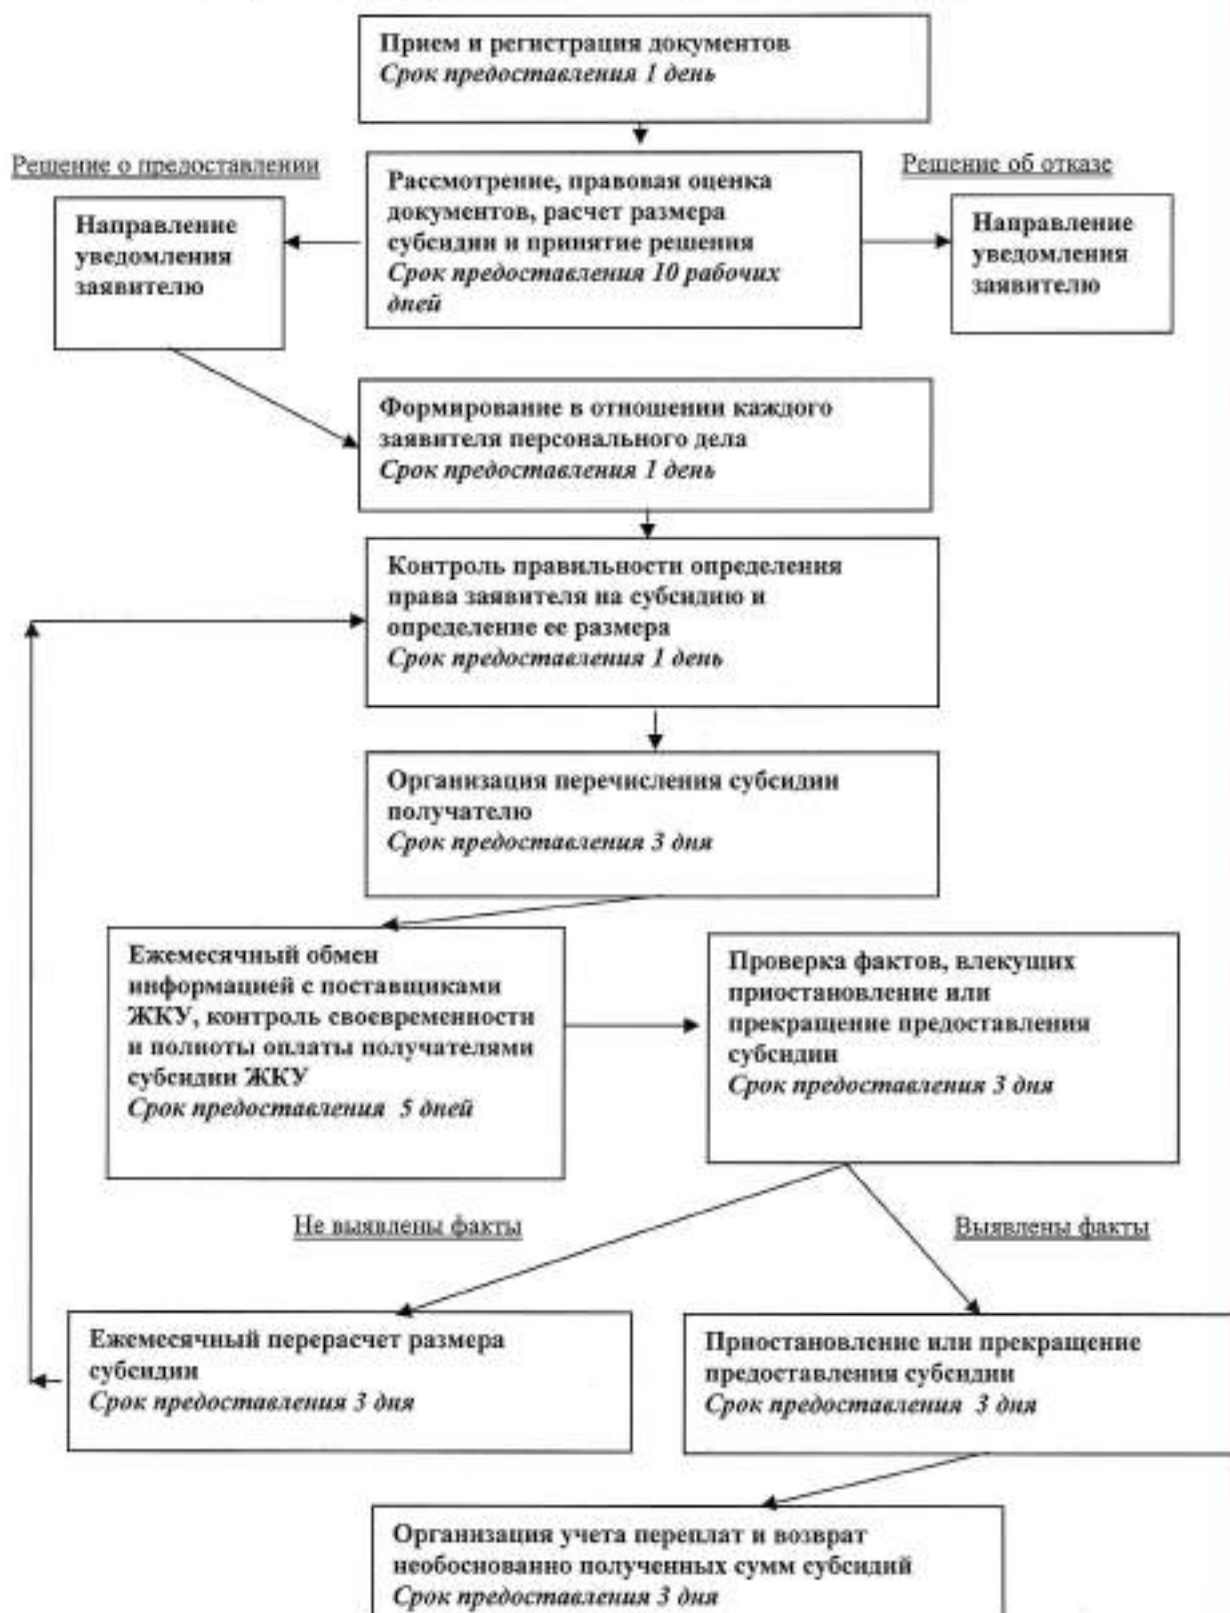 Прием и регистрация документов
Срок предоставления 1 день
Решение о предоставлении
Решение об отказе
Рассмотрение, правовая оценка
документов, расчет размера
субсидии и принятие решения
Срок предоставления 10 рабочих
дней
Направление
уведомления
заявителю
Направление
уведомления
заявителю
Формирование в отношении каждого
заявителя персонального дела
Срок предоставления 1 день
Контроль правильности определения
права заявителя на субсидию и
определение ее размера
Срок предоставления 1 день
Организация перечисления субсидии
получателю
Срок предоставления 3 дня
Ежемесячный обмен
информацией с поставщиками
ЖКУ, контроль своевременности
и полноты оплаты получателями
субсидии ЖКУ
Срок предоставления 5 дней
Проверка фактов, влекущих
приостановление или
прекращение предоставления
субсидии
Срок предоставления 3 дня
Не выявлены факты
Выявлены факты
Ежемесячный перерасчет размера
субсидии
Срок предоставления 3 дня
Приостановление или прекращение
предоставления субсидии
Срок предоставления 3 дня
Организация учета переплат и возврат
необоснованно полученных сумм субсидий
Срок предоставления 3 дня